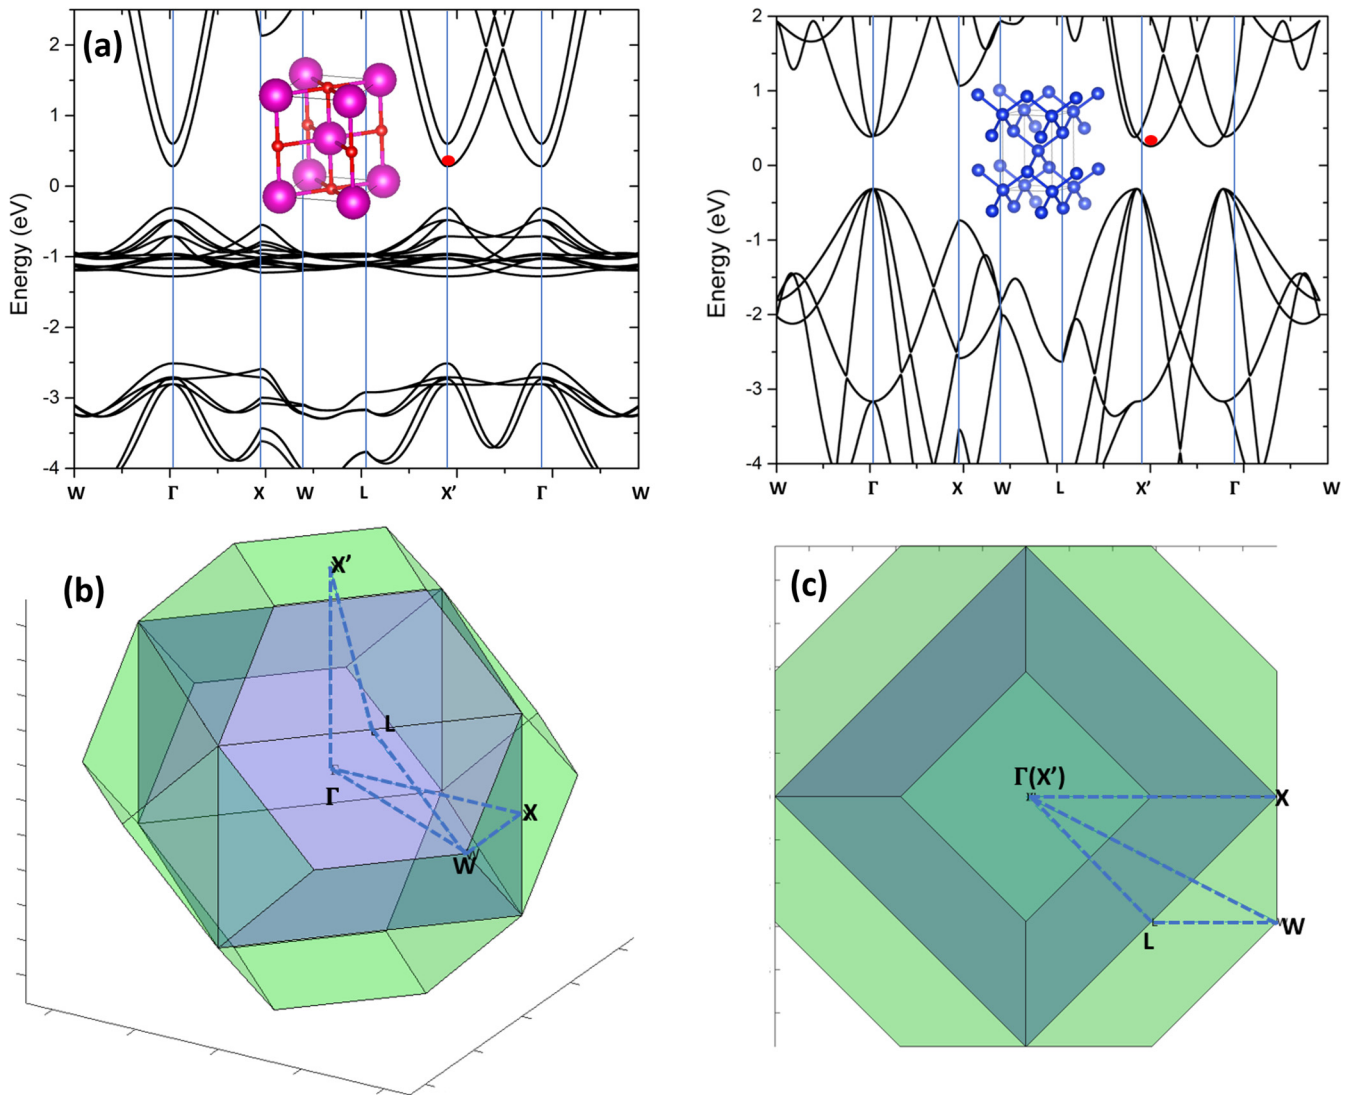 (a)
Energy (eV)
2
1
0
-1
-2
-3
-4
W Γ X W L X' Γ W
Energy (eV)
2
1
0
-1
-2
-3
-4
W Γ X W L X' Γ W
(b)
X'
L
Γ
X
W
(c)
Γ(X')
X
L
W